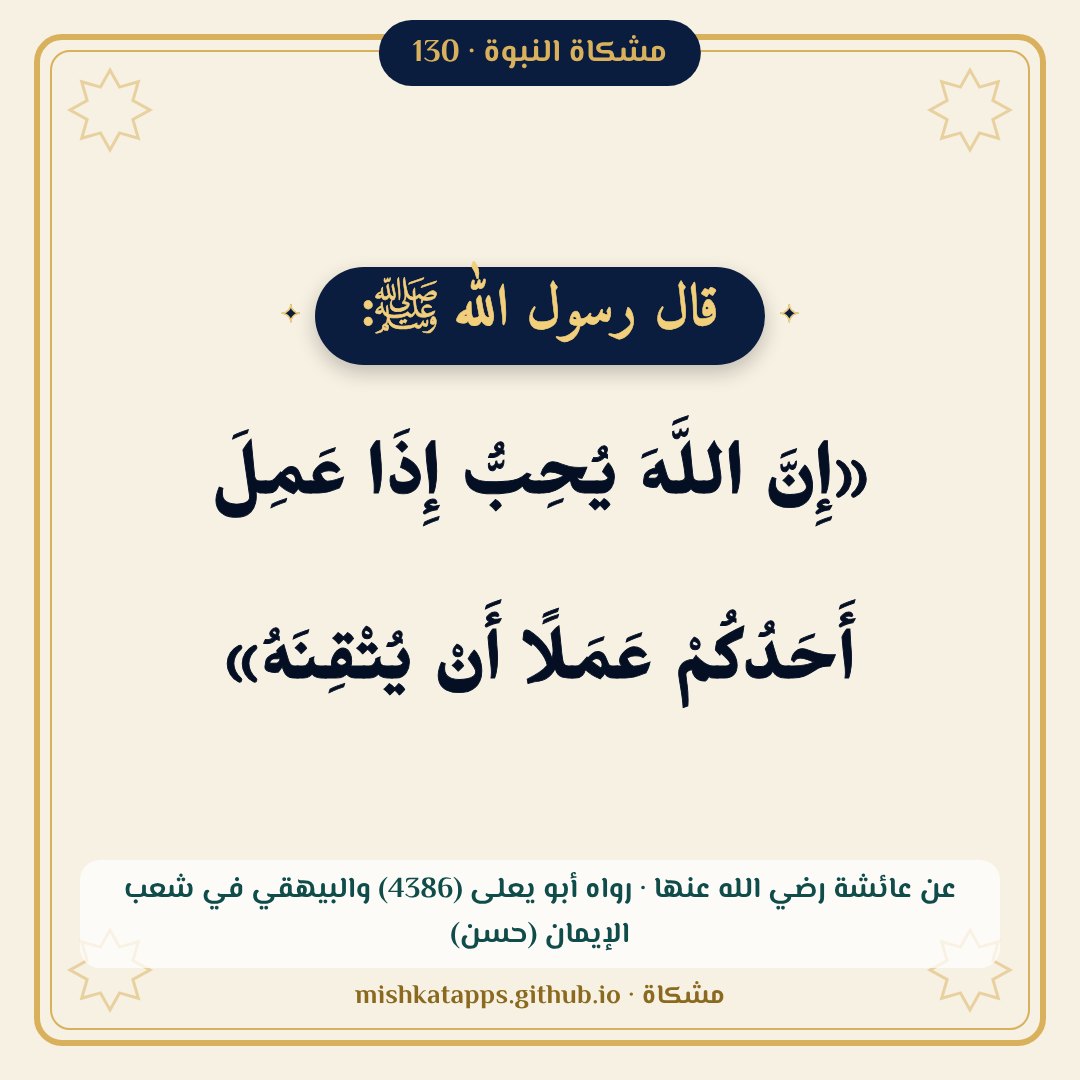 مشكاة النبوة · 130
قال رسول الله ﷺ:
«إِنَّ اللَّهَ يُحِبُّ إِذَا عَمِلَ
أَحَدُكُمْ عَمَلًا أَنْ يُتْقِنَهُ»
عن عائشة رضي الله عنها · رواه أبو يعلى (4386) والبيهقي في شعب
الإيمان (حسن)
مشكاة · mishkatapps.github.io